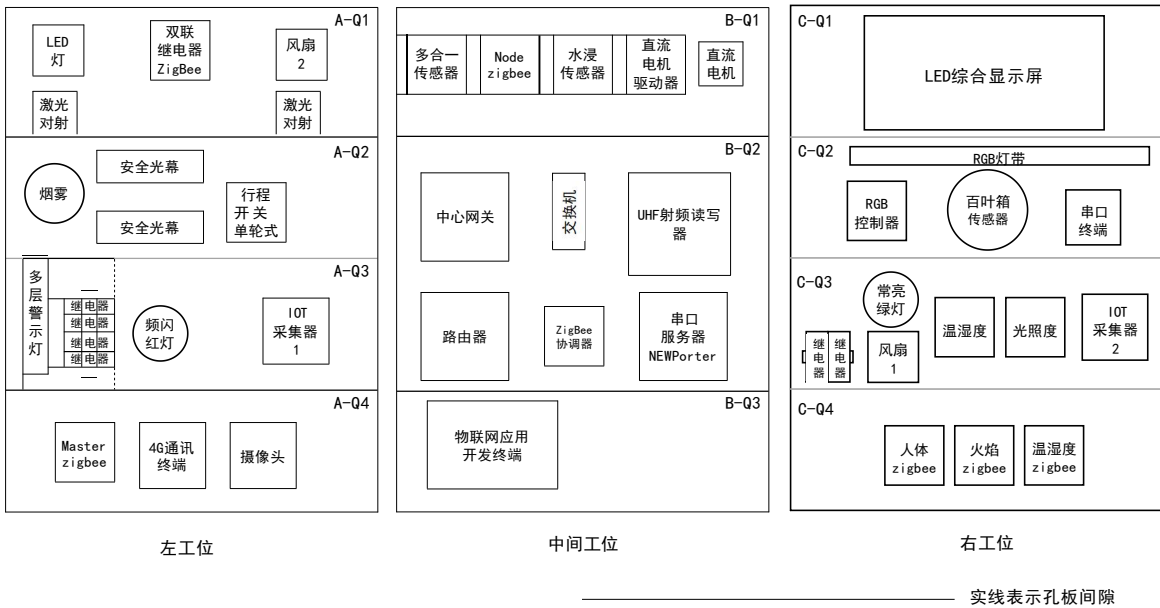 A-Q1
LED
灯
双联
继电器
ZigBee
风扇
2
激光
对射
激光
对射
A-Q2
烟雾
安全光幕
安全光幕
行程
开关
单轮式
A-Q3
多
层
警
示
灯
继电器
继电器
继电器
继电器
频闪
红灯
IOT
采集器
1
A-Q4
Master
zigbee
4G通讯
终端
摄像头
左工位
B-Q1
多合一
传感器
Node
zigbee
水浸
传感器
直流
电机
驱动器
直流
电机
B-Q2
中心网关
交换机
UHF射频读写
器
路由器
ZigBee
协调器
串口
服务器
NEWPorter
B-Q3
物联网应用
开发终端
中间工位
C-Q1
LED综合显示屏
C-Q2
RGB灯带
RGB
控制器
百叶箱
传感器
串口
终端
C-Q3
常亮
绿灯
继
电
器
继
电
器
风扇
1
温湿度
光照度
IOT
采集器
2
C-Q4
人体
zigbee
火焰
zigbee
温湿度
zigbee
右工位
实线表示孔板间隙